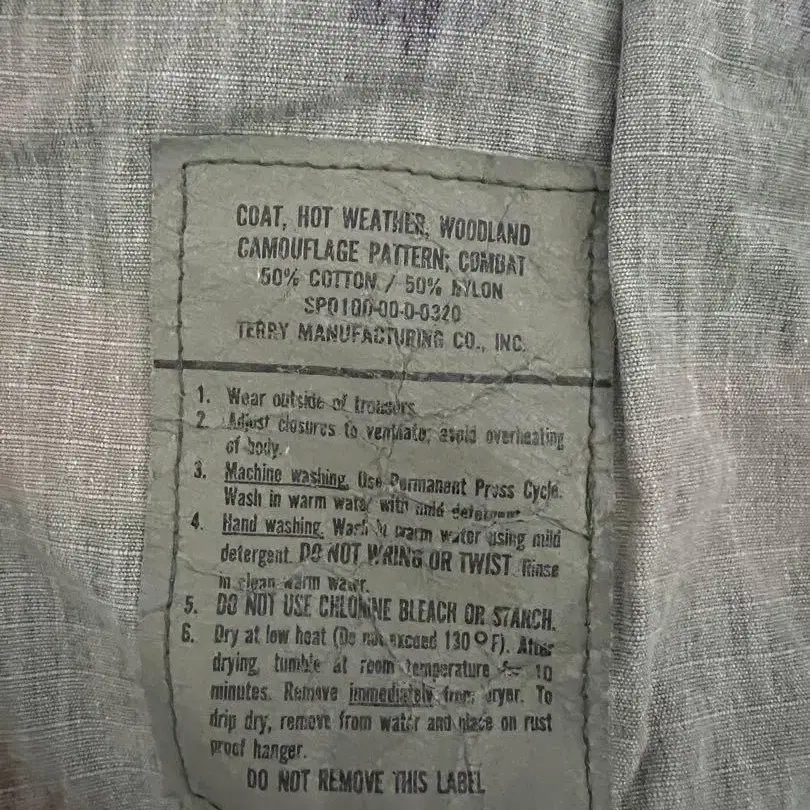 COAT, HOT WEATHER, WOODLAND
CAMOUFLAGE PATTERN; COMBAT
50% COTTON / 50% NYLON
SPO100-00-0-0320
TERRY MANUFACTURING CO., INC.
1. Wear outside of trousers.
2. Adjust closures to ventilate; avoid overheating
of body.
3. Machine washing. Use Permanent Press Cycle.
Wash in warm water with mild detergent
4. Hand washing. Wash in warm water using mild
detergent. DO NOT WRING OR TWIST. Rinse
in clean warm water.
5. DO NOT USE CHLORINE BLEACH OR STARCH.
6. Dry at low heat (Do not exceed 130°F). After
drying, tumble at room temperature for 10
minutes. Remove immediately from dryer. To
drip dry, remove from water and place on rust
proof hanger.
DO NOT REMOVE THIS LABEL